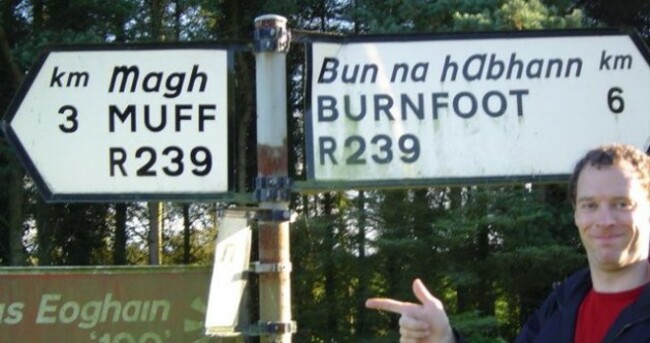 km Magh
3 MUFF
R239
Bun na hAbhann km
BURNFOOT 6
R239
Eoghain